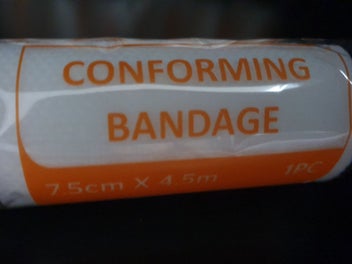 CONFORMING
BANDAGE
7.5cm X 4.5m 1PC